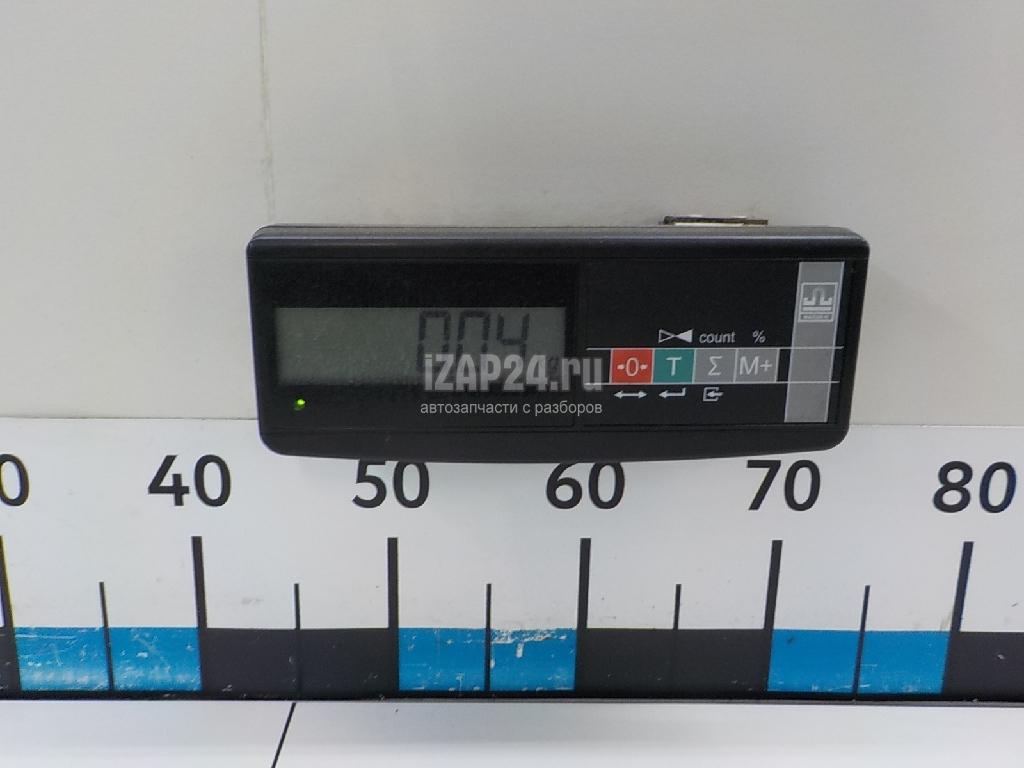 004
iZAP24.ru
автозапчасти с разборов
count %
→0← T Σ M+
40 50 60 70 80